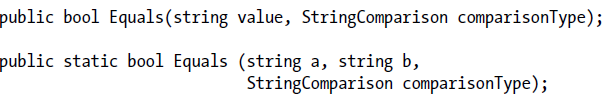 public bool Equals(string value, StringComparison comparisonType);
public static bool Equals (string a, string b,
StringComparison comparisonType);